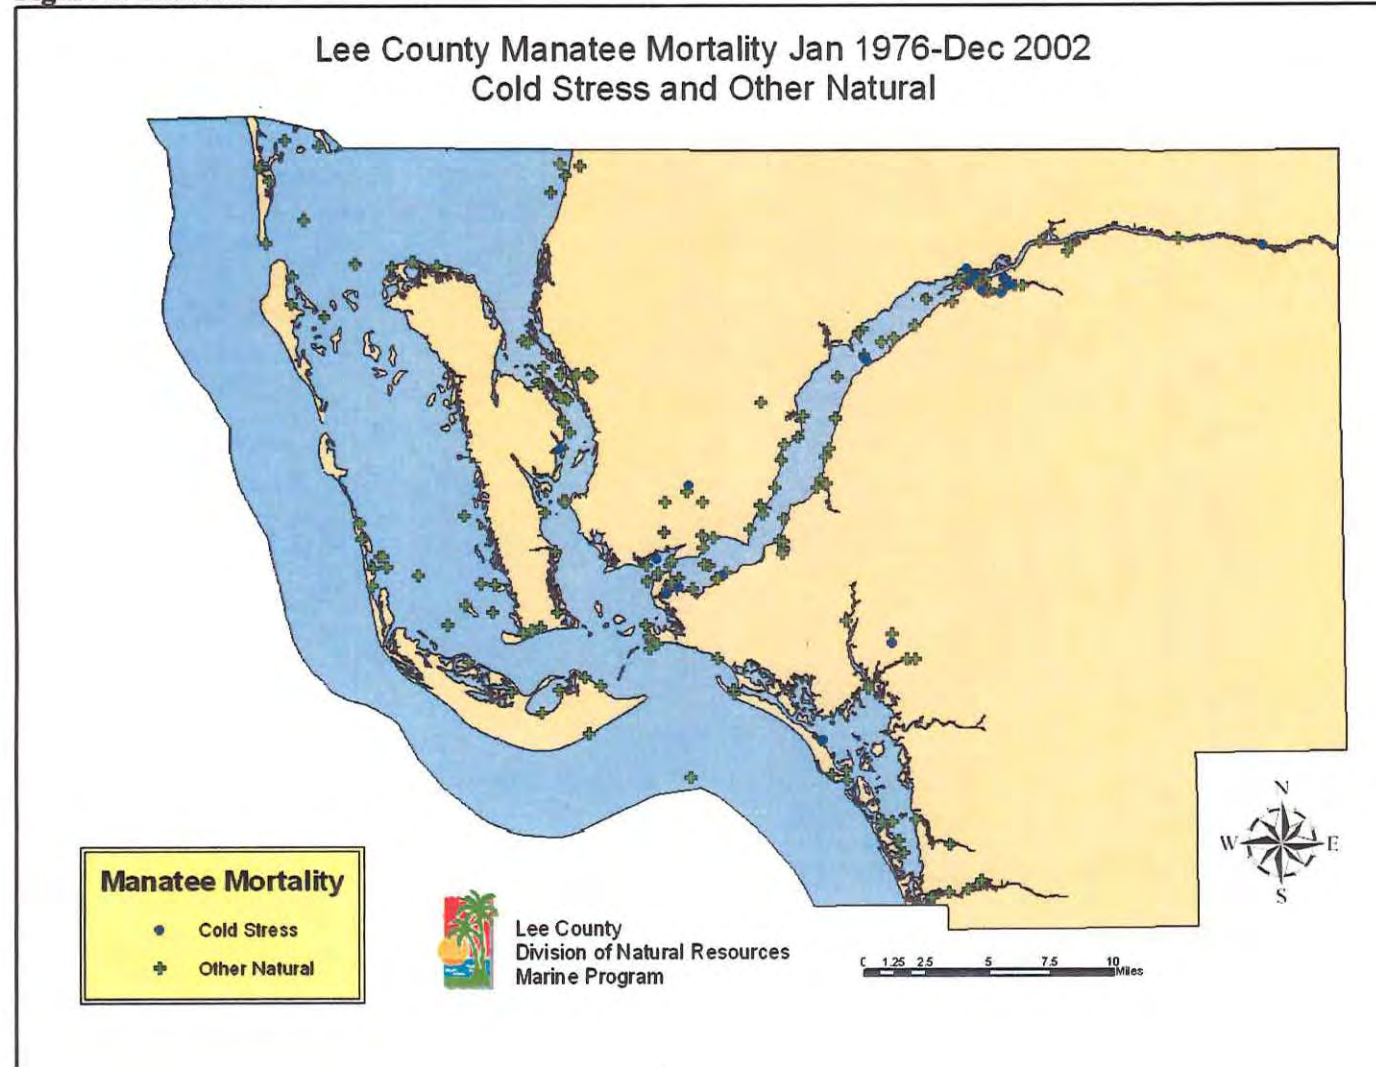 Lee County Manatee Mortality Jan 1976-Dec 2002
Cold Stress and Other Natural
N
W
E
S
Manatee Mortality
Cold Stress
Other Natural
Lee County
Division of Natural Resources
Marine Program
1.25 2.5 5 7.5 10
Miles